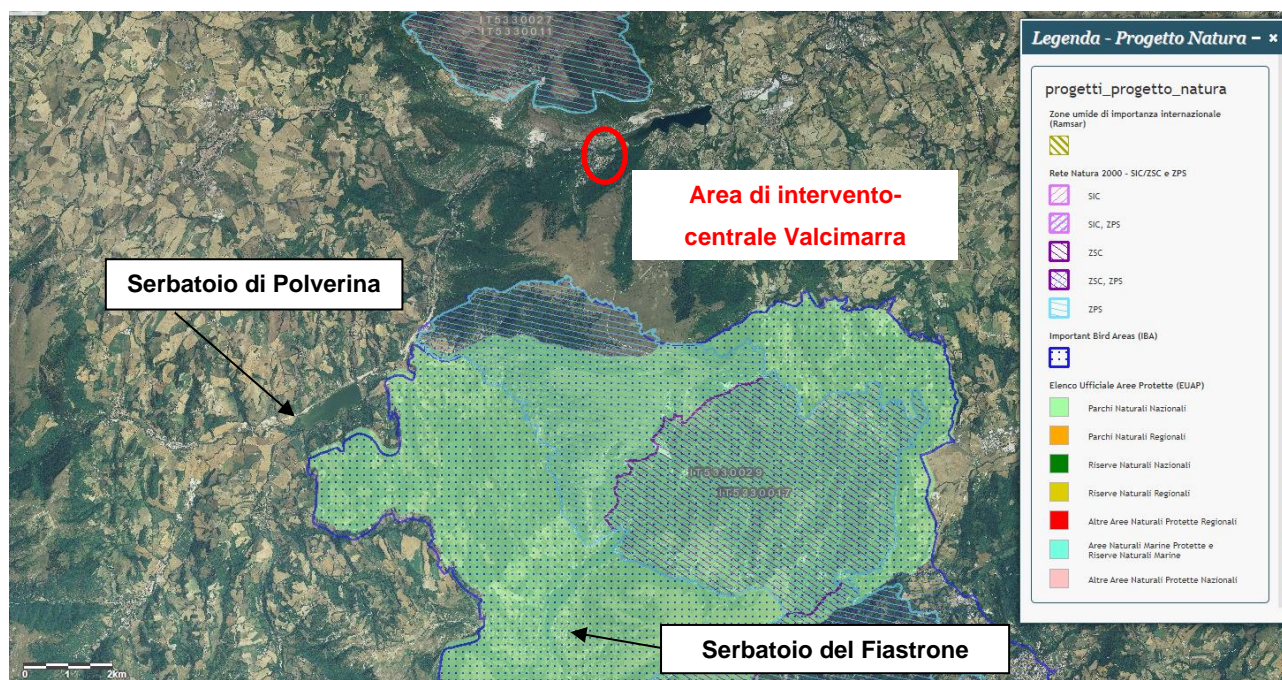 IT5330027
IT5330011
Area di intervento-
centrale Valcimarra
Serbatoio di Polverina
IT5330029
IT5330017
Serbatoio del Fiastrone
0 1 2km
Legenda - Progetto Natura – ×
progetti_progetto_natura
Zone umide di importanza internazionale
(Ramsar)
Rete Natura 2000 - SIC/ZSC e ZPS
SIC
SIC, ZPS
ZSC
ZSC, ZPS
ZPS
Important Bird Areas (IBA)
Elenco Ufficiale Aree Protette (EUAP)
Parchi Naturali Nazionali
Parchi Naturali Regionali
Riserve Naturali Nazionali
Riserve Naturali Regionali
Altre Aree Naturali Protette Regionali
Aree Naturali Marine Protette e
Riserve Naturali Marine
Altre Aree Naturali Protette Nazionali